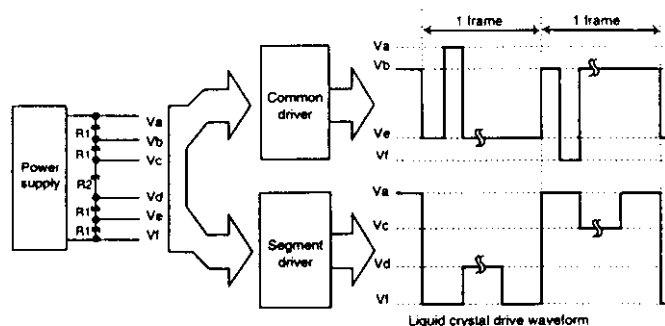 1 frame 1 frame
Va
Vb
Ve
Vf
Common
driver
Power
supply
R1
R1
R2
R1
R1
Va
Vb
Vc
Vd
Ve
Vf
Segment
driver
Va
Vc
Vd
Vf
Liquid crystal drive waveform